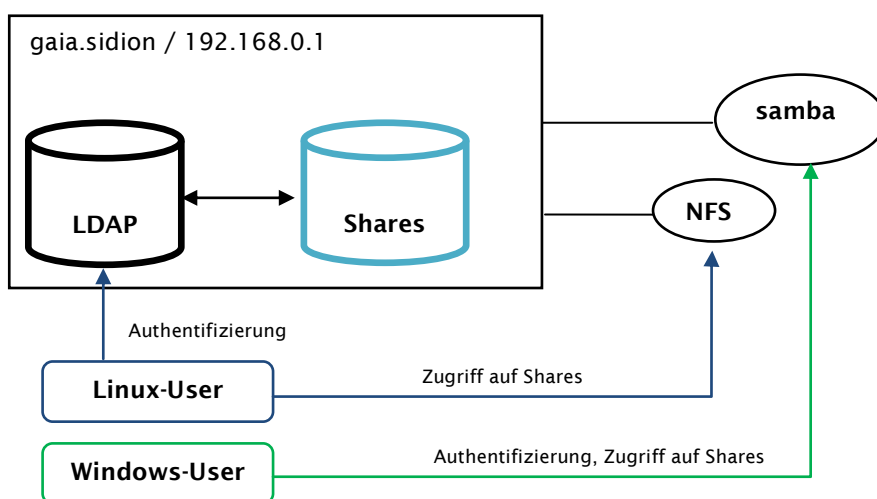 gaia.sidion / 192.168.0.1
samba
LDAP
Shares
NFS
Authentifizierung
Linux-User
Zugriff auf Shares
Windows-User
Authentifizierung, Zugriff auf Shares